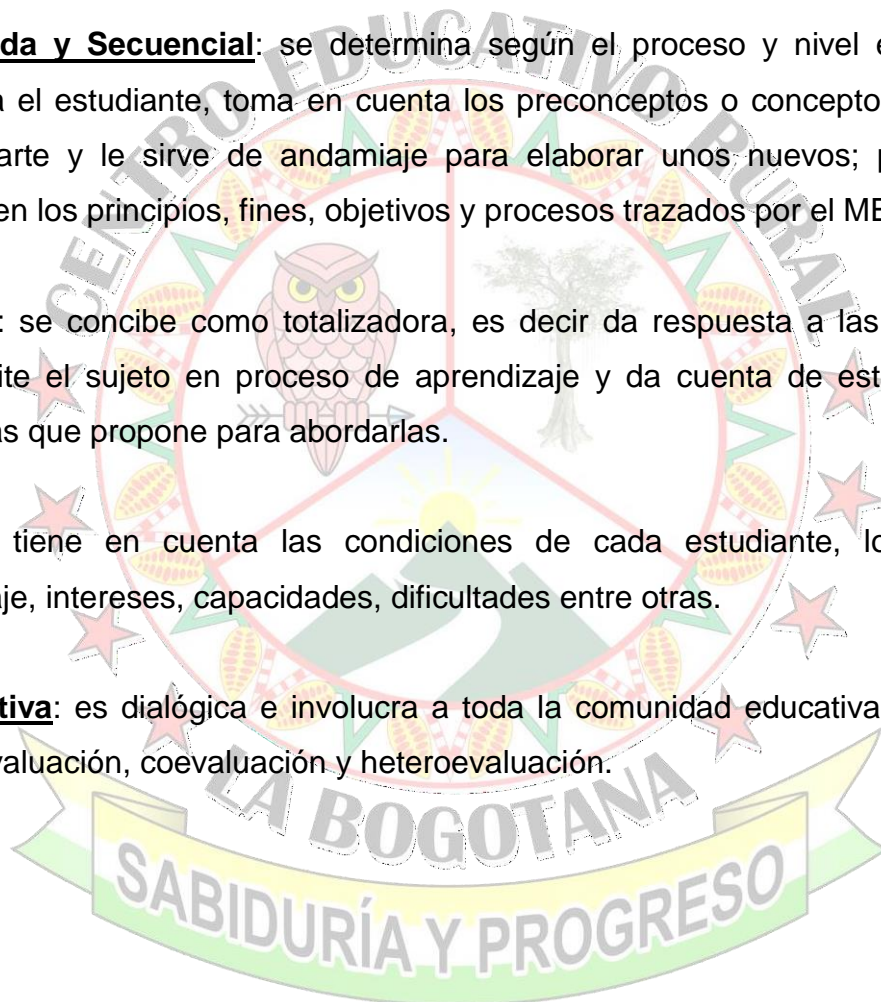 CENTRO EDUCATIVO RURAL
da y Secuencial: se determina según el proceso y nivel e
a el estudiante, toma en cuenta los preconceptos o concepto
arte y le sirve de andamiaje para elaborar unos nuevos; p
en los principios, fines, objetivos y procesos trazados por el ME
: se concibe como totalizadora, es decir da respuesta a las
ite el sujeto en proceso de aprendizaje y da cuenta de est
as que propone para abordarlas.
tiene en cuenta las condiciones de cada estudiante, lo
aje, intereses, capacidades, dificultades entre otras.
tiva: es dialógica e involucra a toda la comunidad educativa
valuación, coevaluación y heteroevaluación.
LA BOGOTANA
SABIDURÍA Y PROGRESO